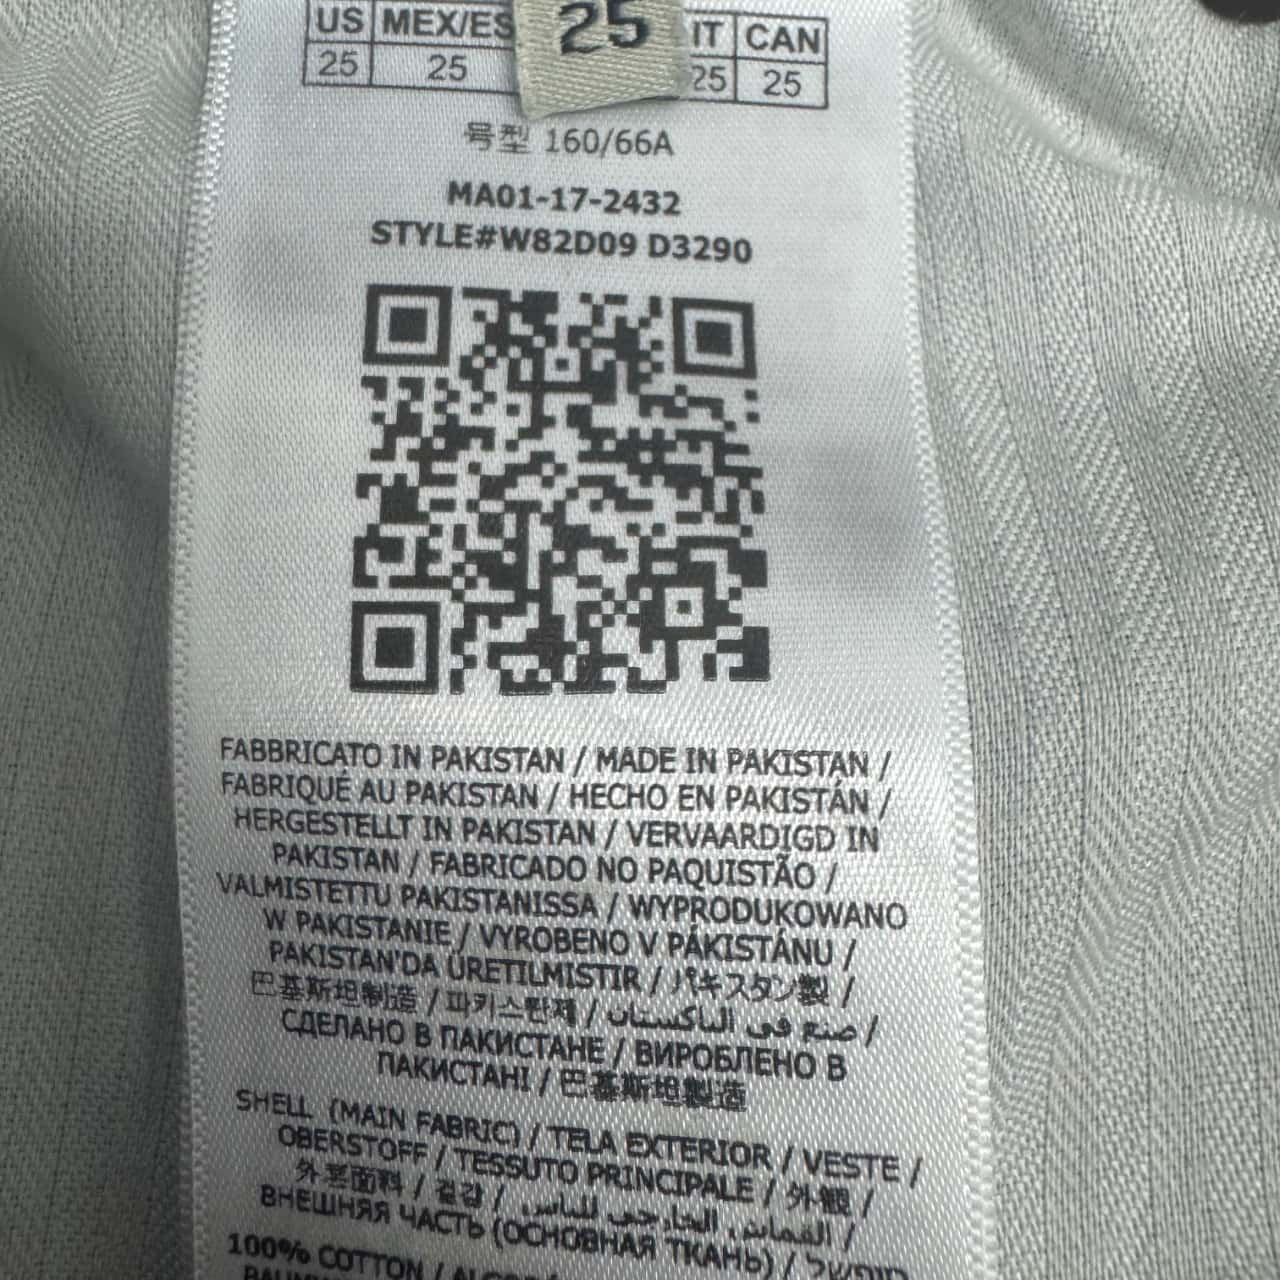 25
US MEX/ES IT CAN
25 25 25 25
号型 160/66A
MA01-17-2432
STYLE#W82D09 D3290
FABBRICATO IN PAKISTAN / MADE IN PAKISTAN /
FABRIQUÉ AU PAKISTAN / HECHO EN PAKISTÁN /
HERGESTELLT IN PAKISTAN / VERVAARDIGD IN
PAKISTAN / FABRICADO NO PAQUISTÃO /
VALMISTETTU PAKISTANISSA / WYPRODUKOWANO
W PAKISTANIE / VYROBENO V PÁKISTÁNU /
PAKISTAN'DA ÜRETILMISTIR / パキスタン製 /
巴基斯坦制造 / 파키스탄제 / صنع في الباكستان /
СДЕЛАНО В ПАКИСТАНЕ / ВИРОБЛЕНО В
ПАКИСТАНІ / 巴基斯坦製造
SHELL (MAIN FABRIC) / TELA EXTERIOR / VESTE /
OBERSTOFF / TESSUTO PRINCIPALE / 外観 /
外套面料 / 겉감 / القماش الخارجي للباس /
ВНЕШНЯЯ ЧАСТЬ (ОСНОВНАЯ ТКАНЬ) /
100% COTTON /